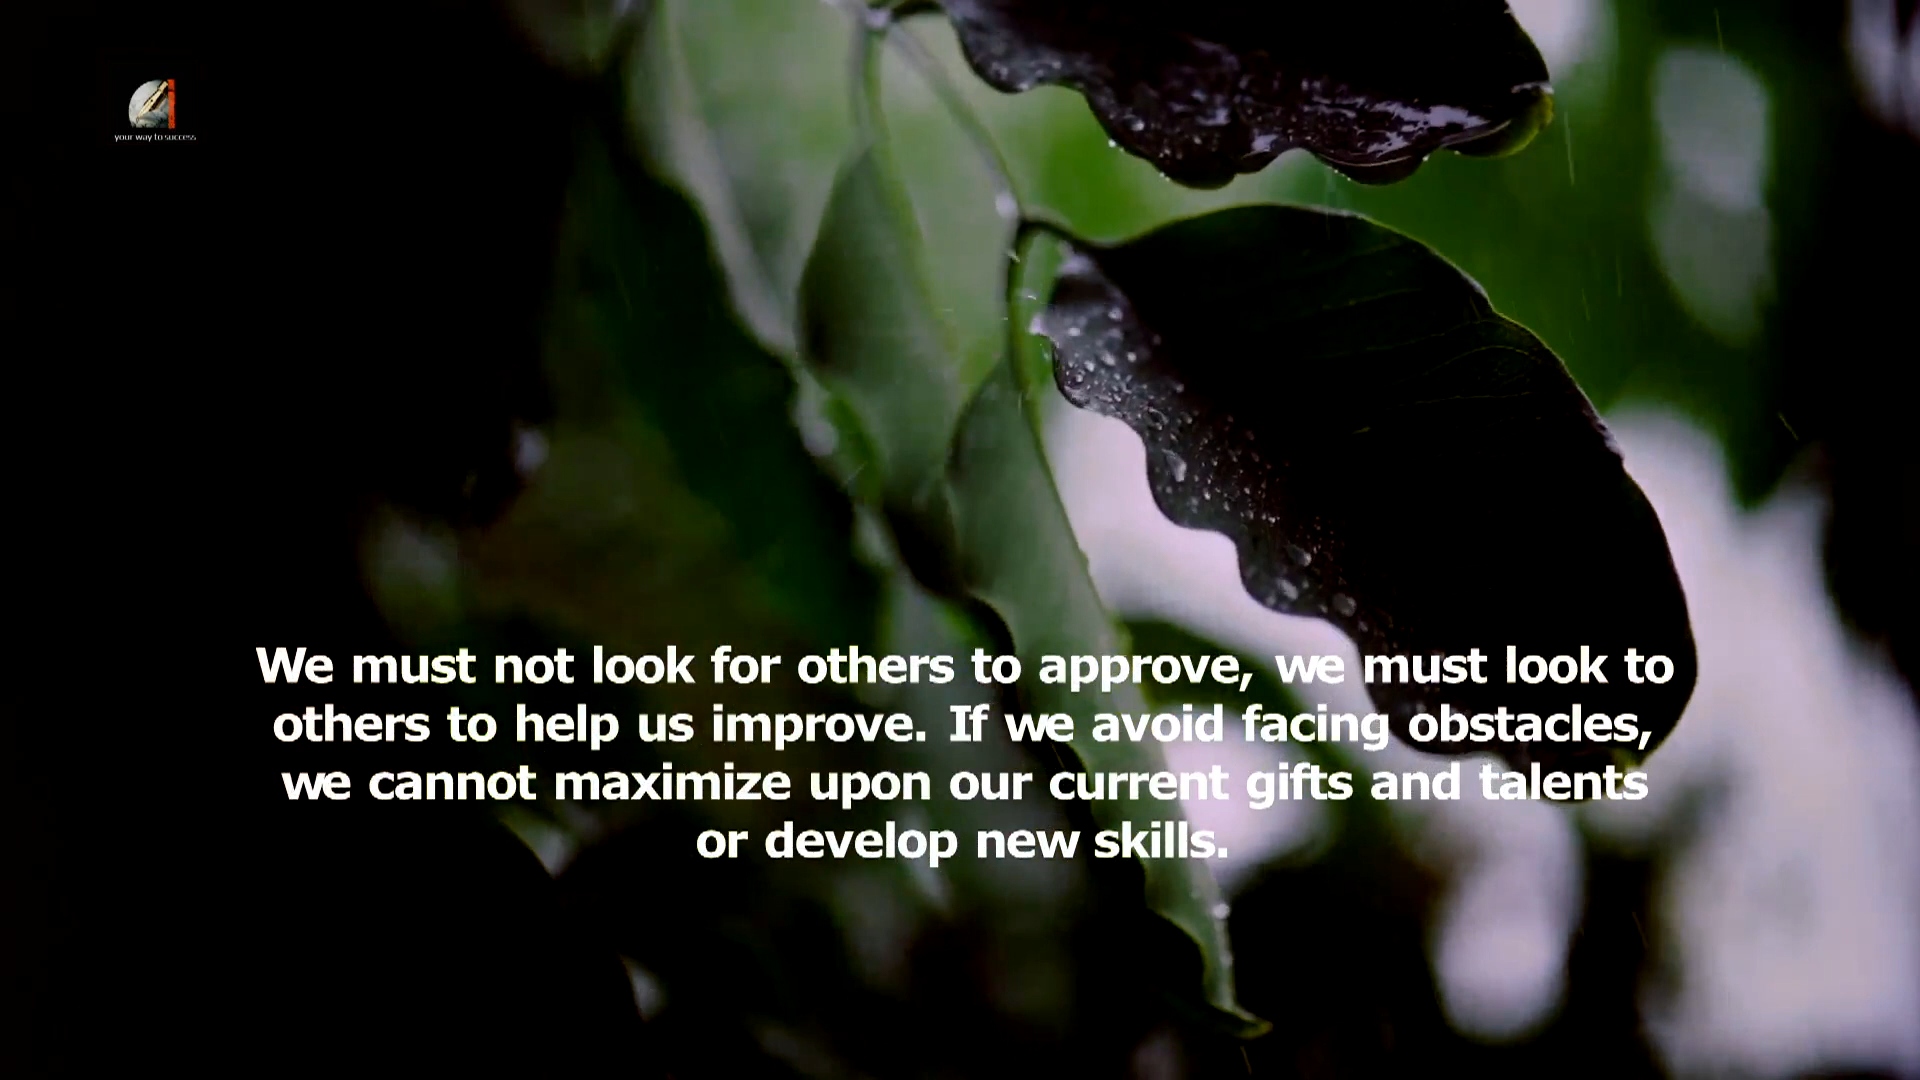 your way to success
We must not look for others to approve, we must look to
others to help us improve. If we avoid facing obstacles,
we cannot maximize upon our current gifts and talents
or develop new skills.